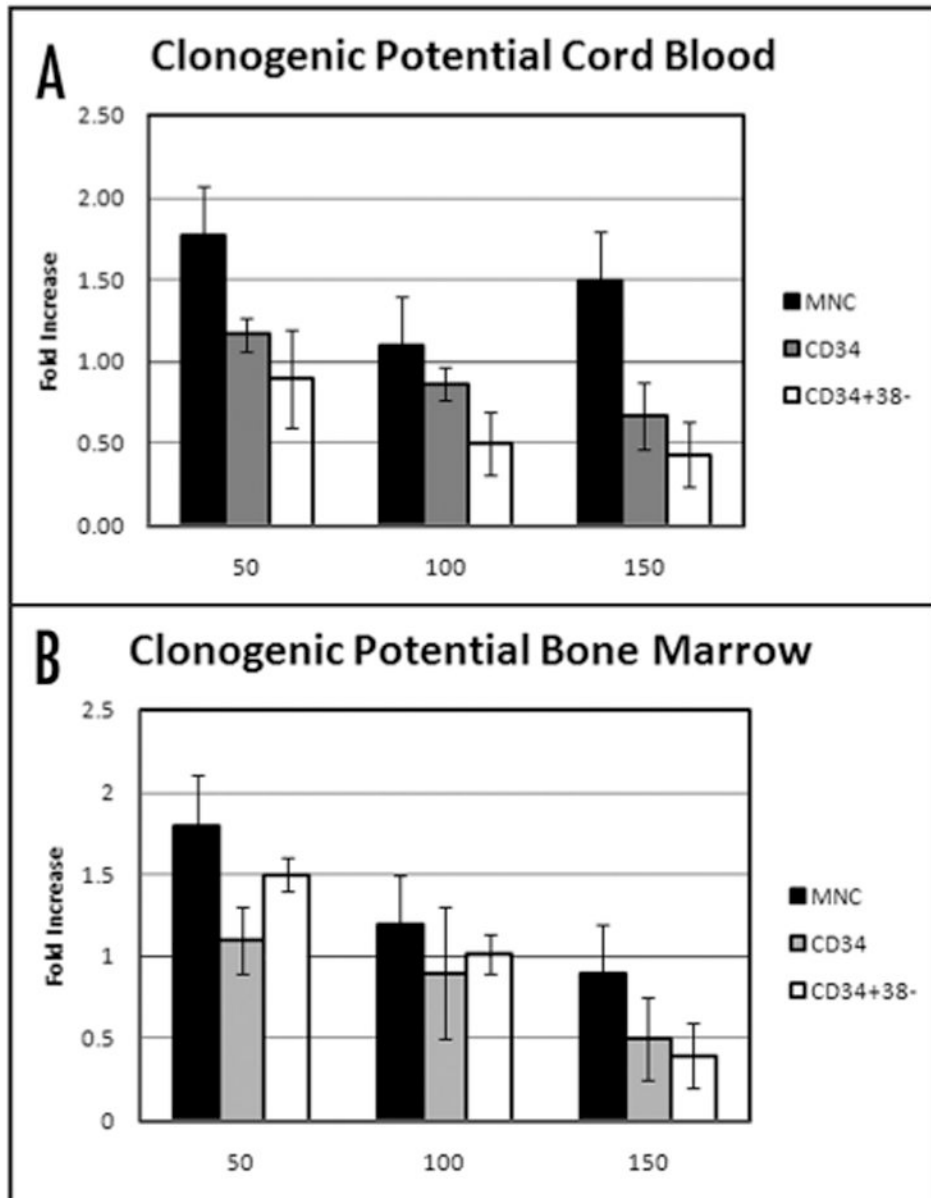 A
Clonogenic Potential Cord Blood
2.50
2.00
1.50
1.00
0.50
0.00
Fold Increase
50 100 150
MNC
CD34
CD34+38-
B
Clonogenic Potential Bone Marrow
2.5
2
1.5
1
0.5
0
Fold Increase
50 100 150
MNC
CD34
CD34+38-